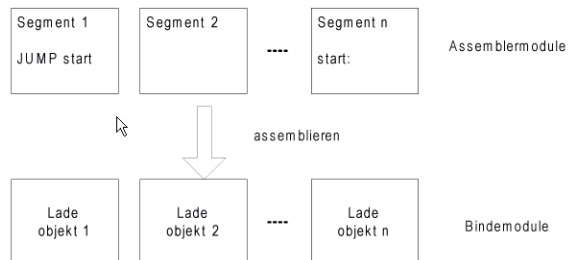 Segment 1
JUMP start
Segment 2
----
Segment n
start:
Assemblermodule
assemblieren
Lade
objekt 1
Lade
objekt 2
----
Lade
objekt n
Bindemodule